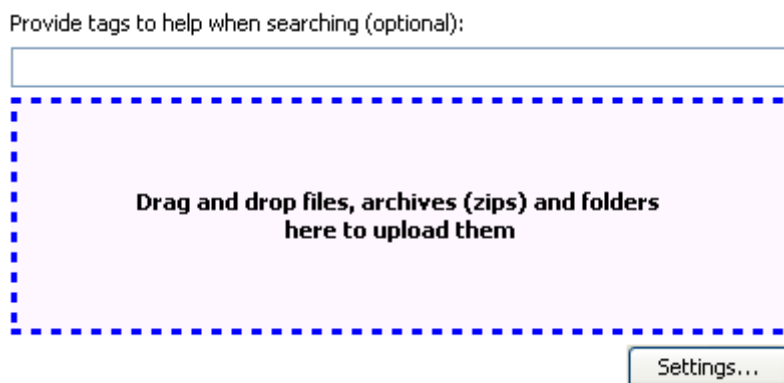 Provide tags to help when searching (optional):
Drag and drop files, archives (zips) and folders
here to upload them
Settings...